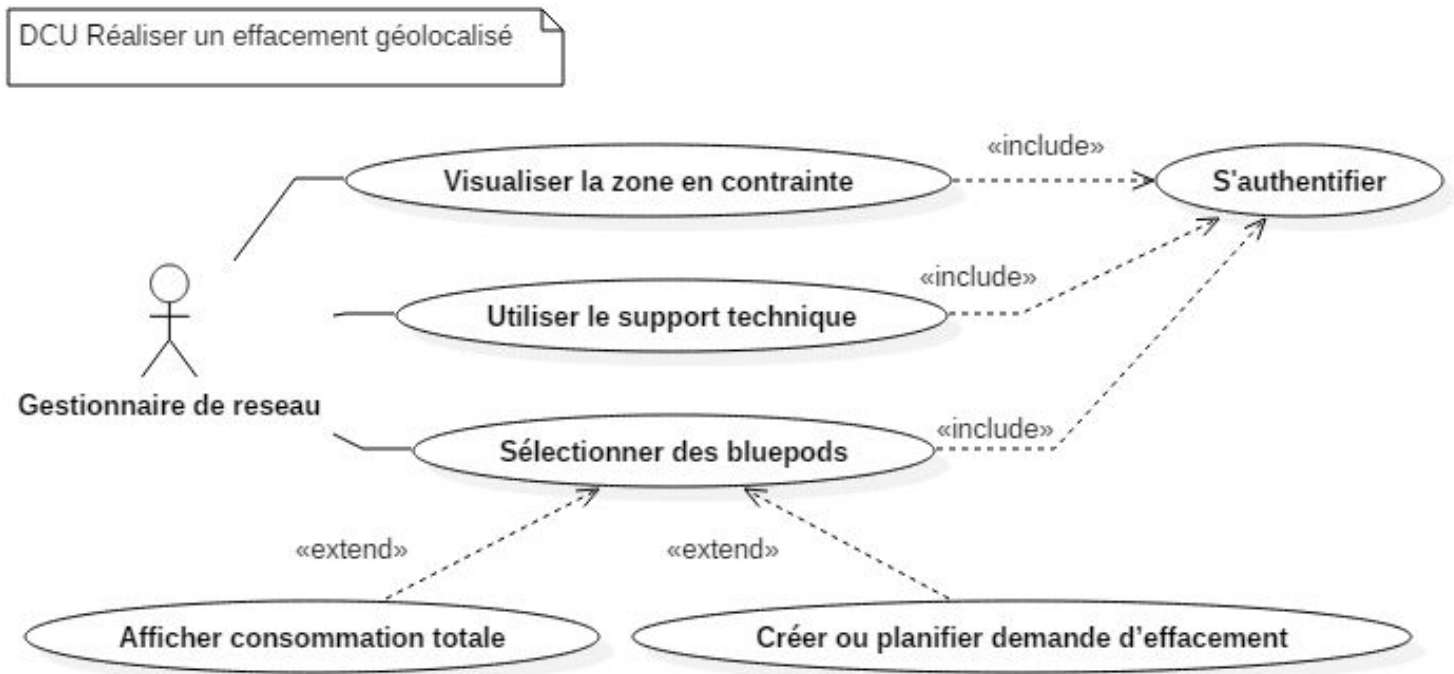 DCU Réaliser un effacement géolocalisé
«include»
Visualiser la zone en contrainte
S'authentifier
«include»
Utiliser le support technique
Gestionnaire de reseau
«include»
Sélectionner des bluepods
«extend»
«extend»
Afficher consommation totale
Créer ou planifier demande d’effacement